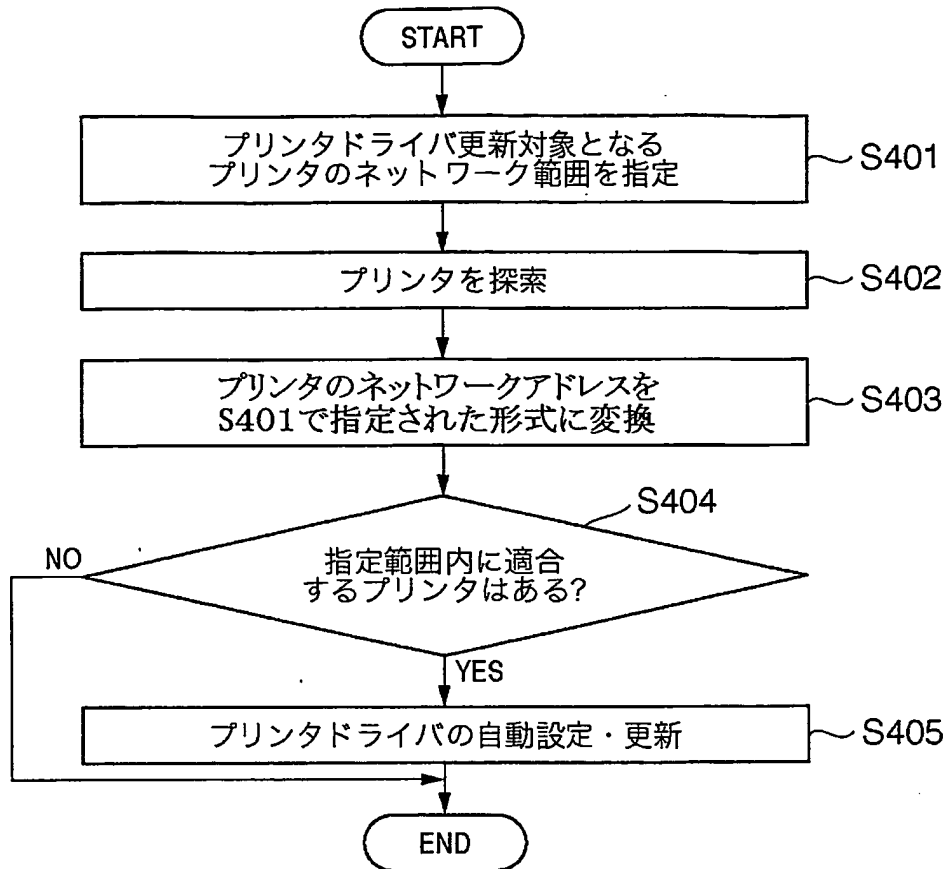 START
プリンタドライバ更新対象となる
プリンタのネットワーク範囲を指定
S401
プリンタを探索
S402
プリンタのネットワークアドレスを
S401で指定された形式に変換
S403
S404
NO
指定範囲内に適合
するプリンタはある?
YES
プリンタドライバの自動設定・更新
S405
END